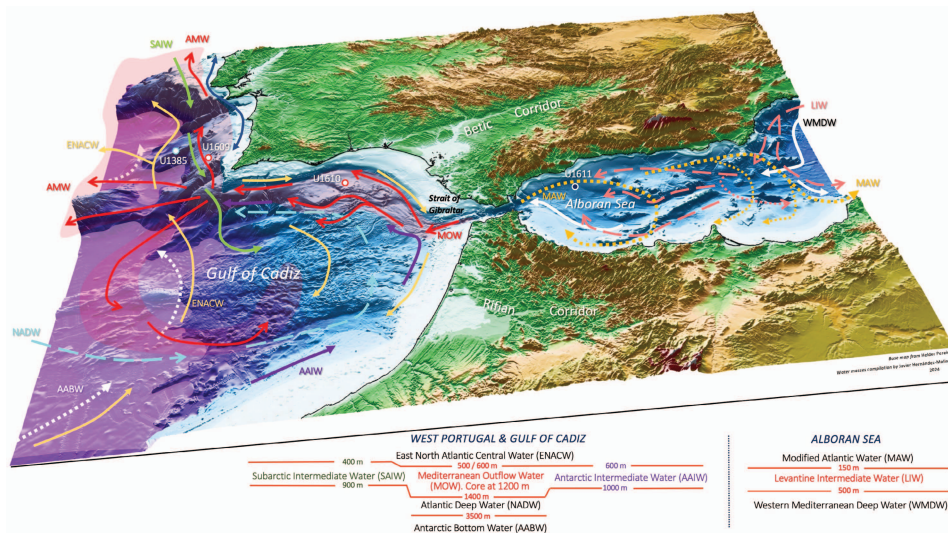 SAIW
AMW
LIW
WMDW
ENACW
U1385
U1609
AMW
U1610
Betic Corridor
Strait of
Gibraltar
U1611
MAW
Alboran Sea
MAW
MOW
Gulf of Cadiz
ENACW
NADW
AABW
AAIW
Rifian Corridor
Water masses compilation by Javier Hernández-Molina
2024
WEST PORTUGAL & GULF OF CADIZ
East North Atlantic Central Water (ENACW)
400 m 500 / 600 m 600 m
Subarctic Intermediate Water (SAIW) Mediterranean Outflow Water Antarctic Intermediate Water (AAIW)
900 m (MOW). Core at 1200 m 1000 m
1400 m
Atlantic Deep Water (NADW)
3500 m
Antarctic Bottom Water (AABW)
ALBORAN SEA
Modified Atlantic Water (MAW)
150 m
Levantine Intermediate Water (LIW)
500 m
Western Mediterranean Deep Water (WMDW)